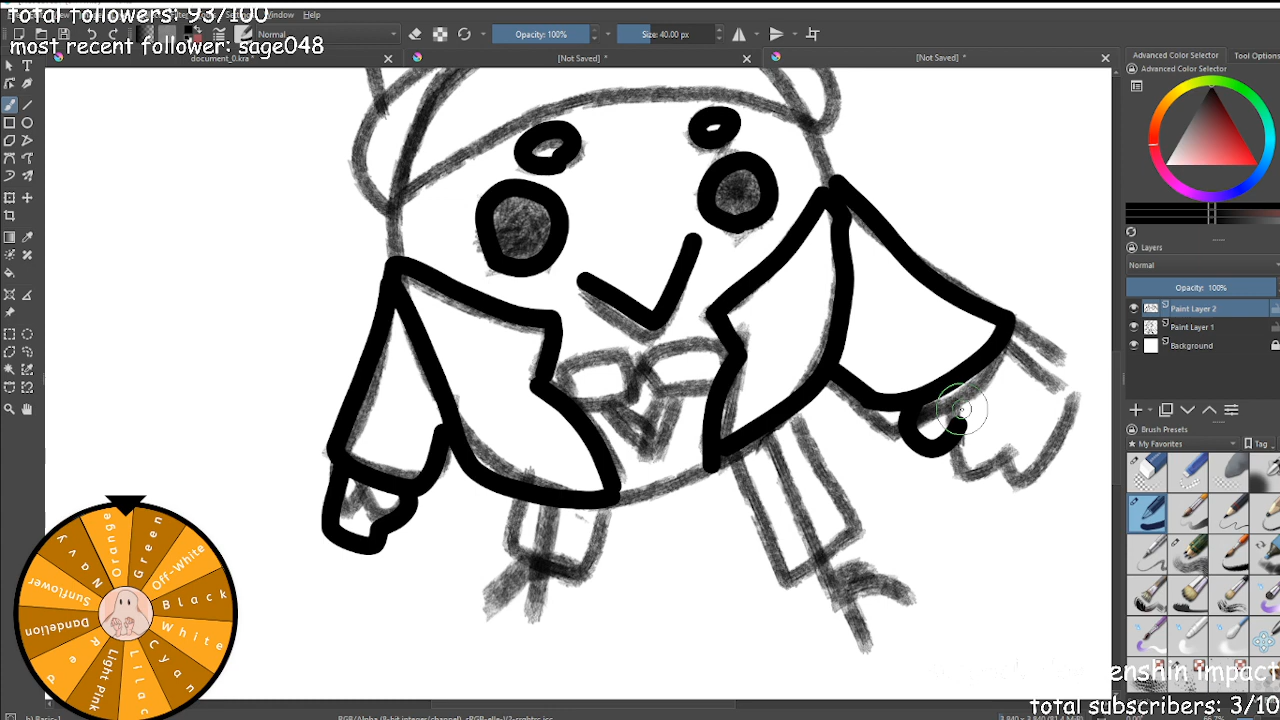 total followers: 93/100
Window Help
most recent follower: sage048
Normal
Opacity: 100%
Size: 40.00 px
document_0.kra *
[Not Saved] *
[Not Saved] *
Advanced Color Selector
Tool Options
Advanced Color Selector
Layers
Normal
Opacity: 100%
Paint Layer 2
Paint Layer 1
Background
Brush Presets
My Favorites
Tag
Orange
Green
Off-White
Black
White
Cyan
Lilac
Light Pink
Red
Dandelion
Sunflower
Navy
enshin impact
total subscribers: 3/10